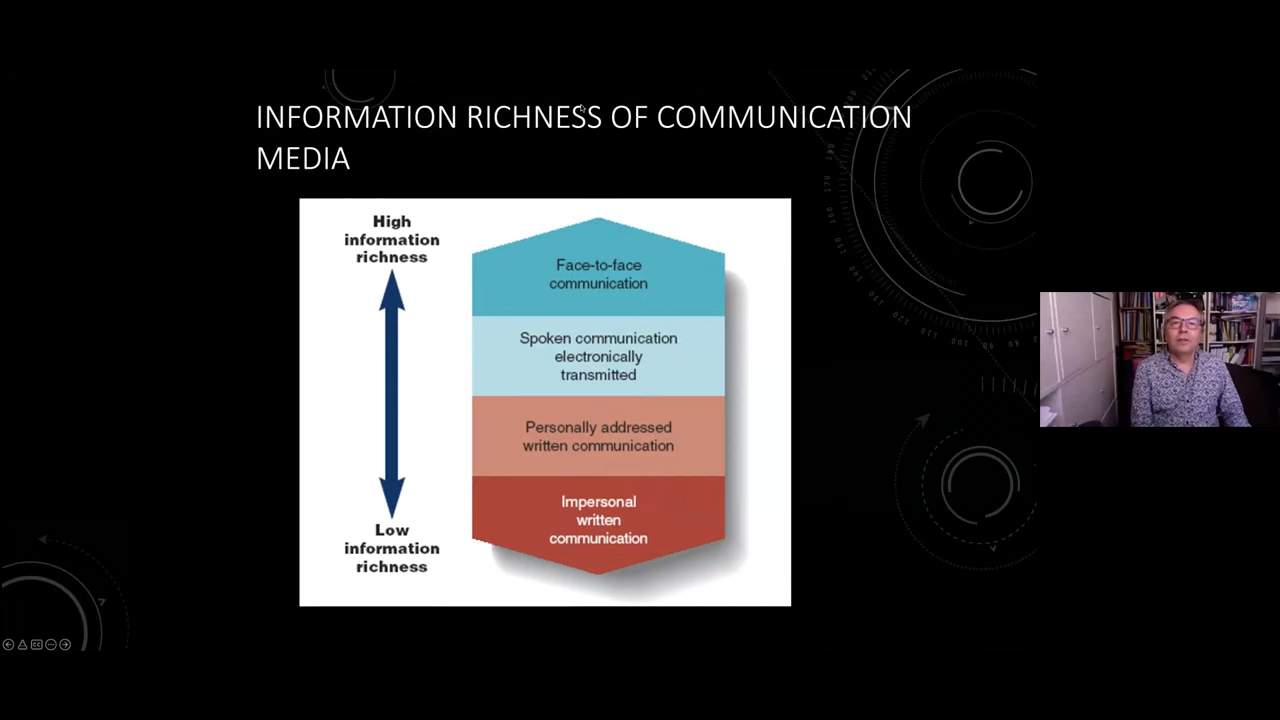 INFORMATION RICHNESS OF COMMUNICATION
MEDIA
High
information
richness
Face-to-face
communication
Spoken communication
electronically
transmitted
Personally addressed
written communication
Impersonal
written
communication
Low
information
richness